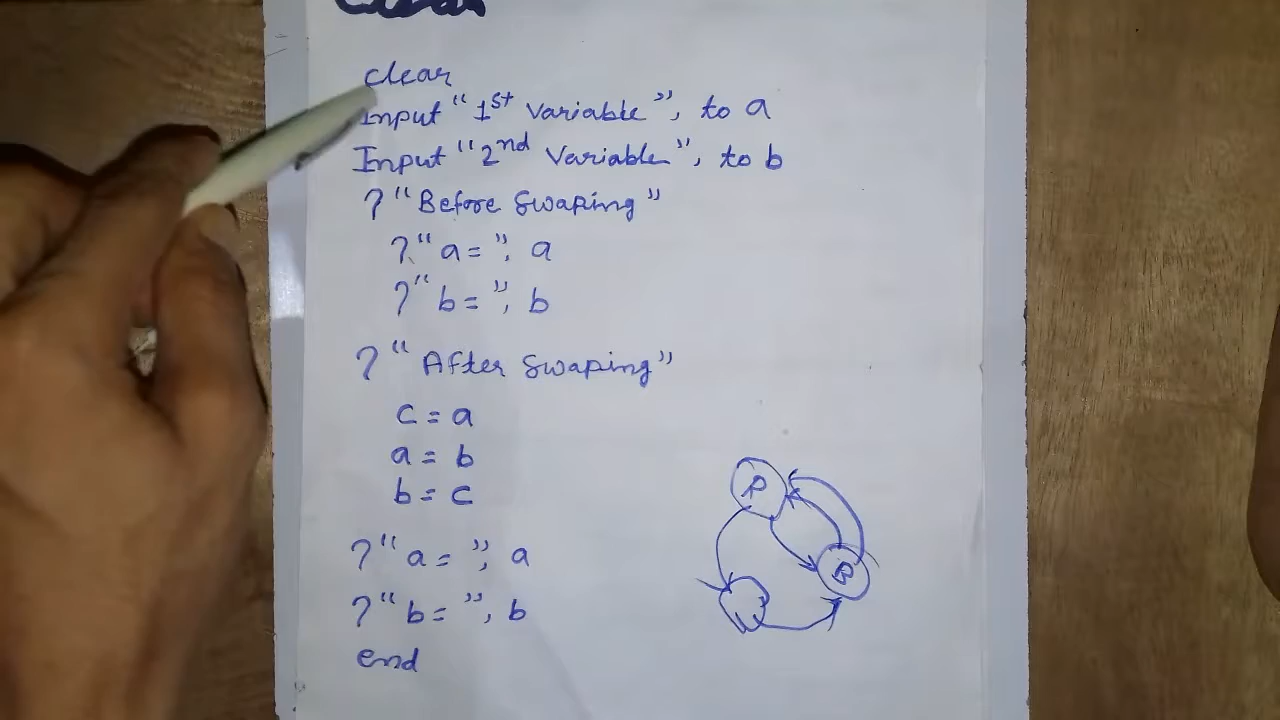 clear
Input "1st Variable", to a
Input "2nd Variable", to b
? "Before Swaping"
? "a = ", a
? "b = ", b
? "After Swaping"
c = a
a = b
b = c
? "a = ", a
? "b = ", b
end
B